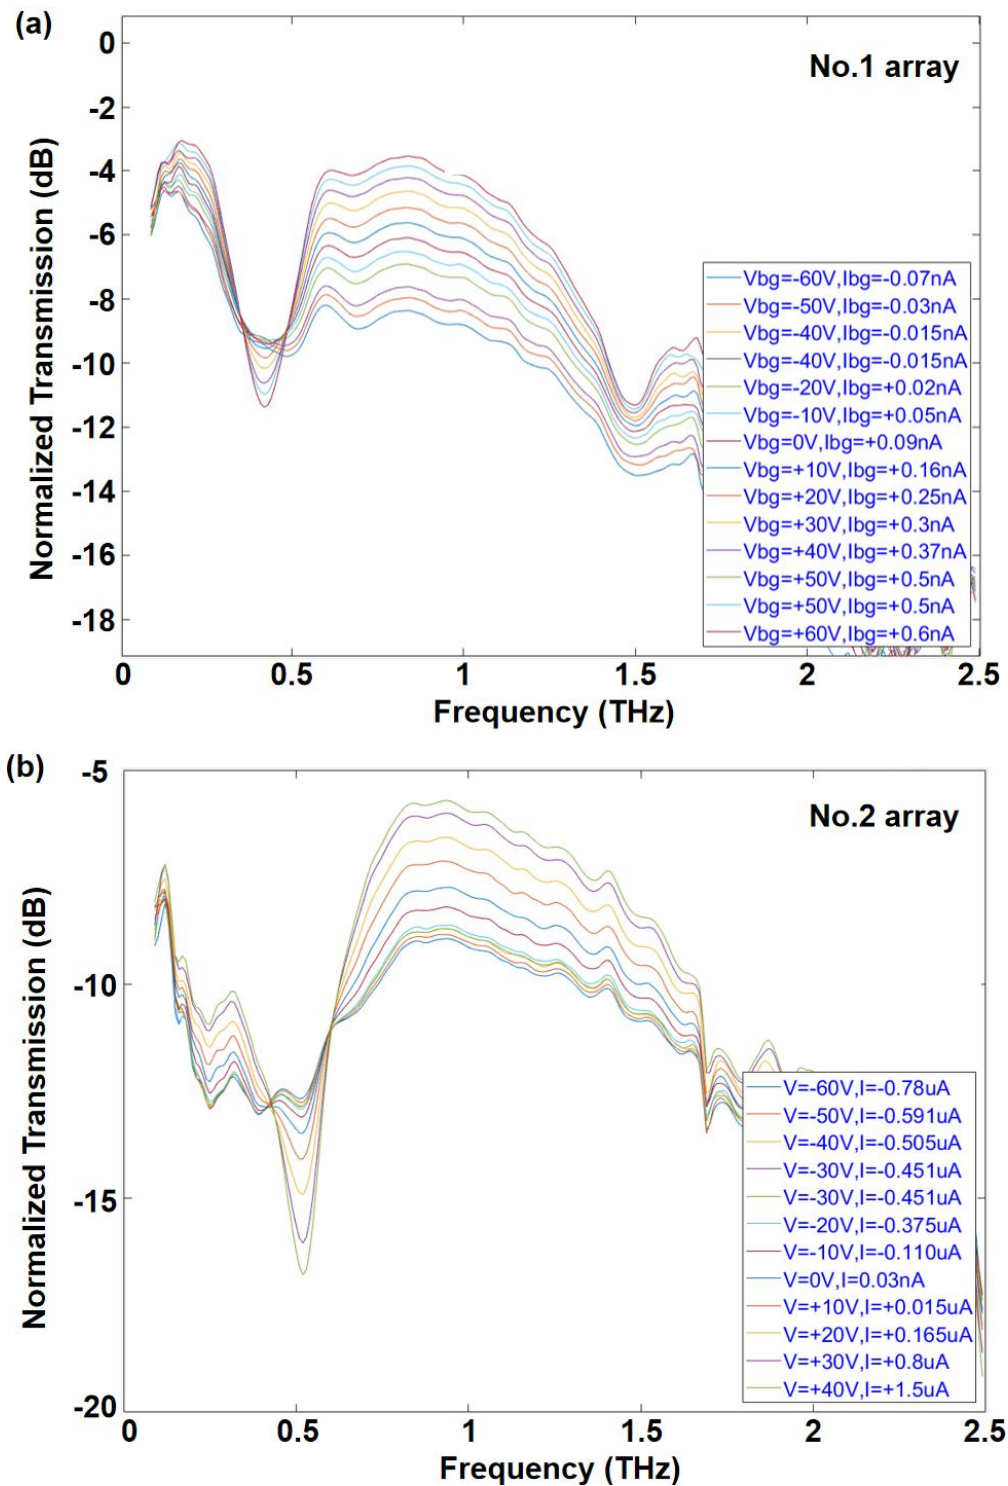 (a)
No.1 array
Normalized Transmission (dB)
0
-2
-4
-6
-8
-10
-12
-14
-16
-18
Vbg=-60V,Ibg=-0.07nA
Vbg=-50V,Ibg=-0.03nA
Vbg=-40V,Ibg=-0.015nA
Vbg=-40V,Ibg=-0.015nA
Vbg=-20V,Ibg=+0.02nA
Vbg=-10V,Ibg=+0.05nA
Vbg=0V,Ibg=+0.09nA
Vbg=+10V,Ibg=+0.16nA
Vbg=+20V,Ibg=+0.25nA
Vbg=+30V,Ibg=+0.3nA
Vbg=+40V,Ibg=+0.37nA
Vbg=+50V,Ibg=+0.5nA
Vbg=+50V,Ibg=+0.5nA
Vbg=+60V,Ibg=+0.6nA
0 0.5 1 1.5 2 2.5
Frequency (THz)
(b)
No.2 array
Normalized Transmission (dB)
-5
-10
-15
-20
V=-60V,I=-0.78uA
V=-50V,I=-0.591uA
V=-40V,I=-0.505uA
V=-30V,I=-0.451uA
V=-30V,I=-0.451uA
V=-20V,I=-0.375uA
V=-10V,I=-0.110uA
V=0V,I=0.03nA
V=+10V,I=+0.015uA
V=+20V,I=+0.165uA
V=+30V,I=+0.8uA
V=+40V,I=+1.5uA
0 0.5 1 1.5 2 2.5
Frequency (THz)